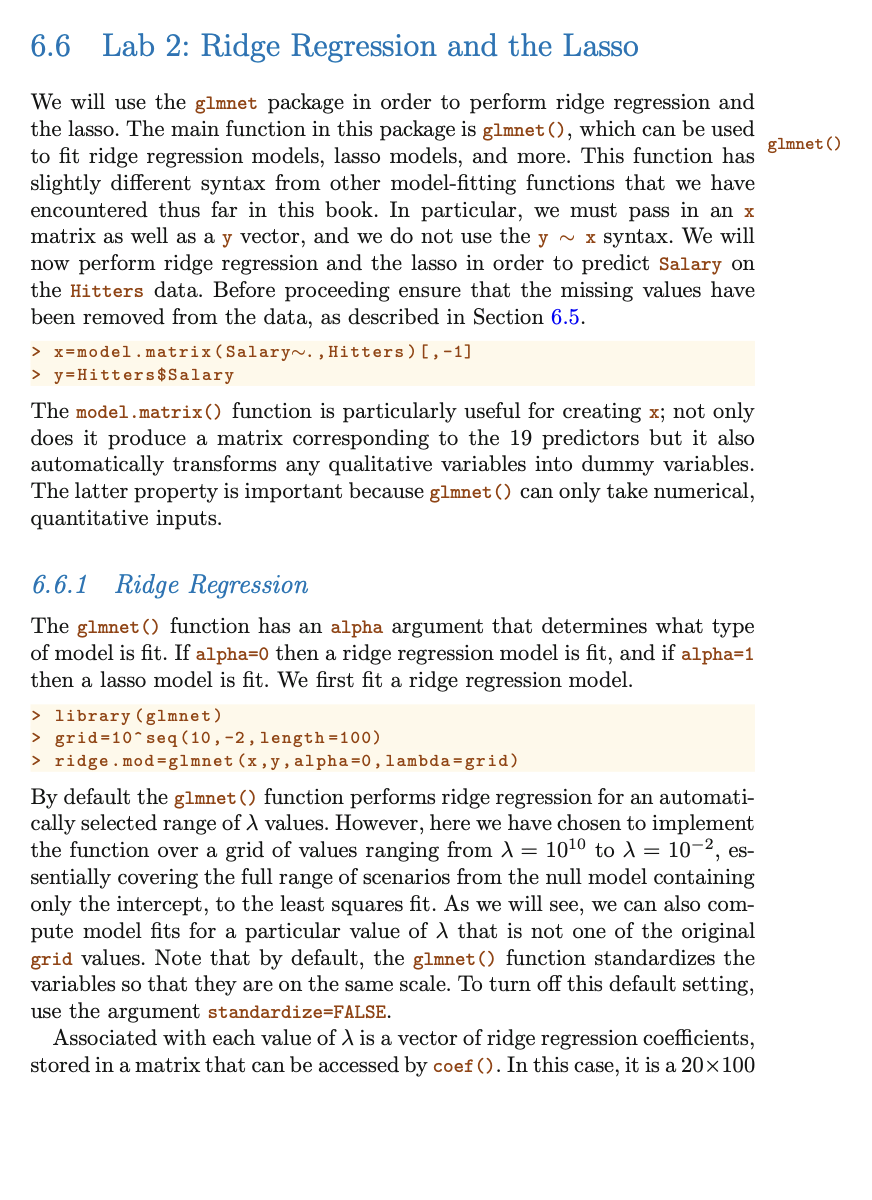 6.6 Lab 2: Ridge Regression and the Lasso
We will use the glmnet package in order to perform ridge regression and
the lasso. The main function in this package is glmnet(), which can be used
glmnet()
to fit ridge regression models, lasso models, and more. This function has
slightly different syntax from other model-fitting functions that we have
encountered thus far in this book. In particular, we must pass in an x
matrix as well as a y vector, and we do not use the y ∼ x syntax. We will
now perform ridge regression and the lasso in order to predict Salary on
the Hitters data. Before proceeding ensure that the missing values have
been removed from the data, as described in Section 6.5.
> x=model.matrix(Salary∼.,Hitters)[,-1]
> y=Hitters$Salary
The model.matrix() function is particularly useful for creating x; not only
does it produce a matrix corresponding to the 19 predictors but it also
automatically transforms any qualitative variables into dummy variables.
The latter property is important because glmnet() can only take numerical,
quantitative inputs.
6.6.1 Ridge Regression
The glmnet() function has an alpha argument that determines what type
of model is fit. If alpha=0 then a ridge regression model is fit, and if alpha=1
then a lasso model is fit. We first fit a ridge regression model.
> library(glmnet)
> grid=10^seq(10,-2,length=100)
> ridge.mod=glmnet(x,y,alpha=0,lambda=grid)
By default the glmnet() function performs ridge regression for an automati-
cally selected range of λ values. However, here we have chosen to implement
the function over a grid of values ranging from λ = 10¹⁰ to λ = 10⁻², es-
sentially covering the full range of scenarios from the null model containing
only the intercept, to the least squares fit. As we will see, we can also com-
pute model fits for a particular value of λ that is not one of the original
grid values. Note that by default, the glmnet() function standardizes the
variables so that they are on the same scale. To turn off this default setting,
use the argument standardize=FALSE.
Associated with each value of λ is a vector of ridge regression coefficients,
stored in a matrix that can be accessed by coef(). In this case, it is a 20×100